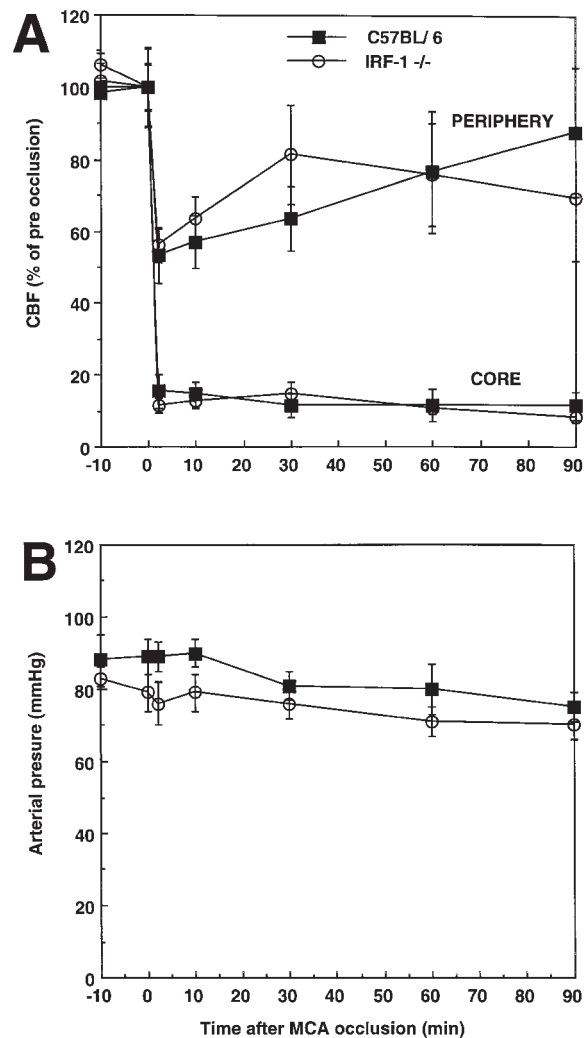 A
120
100
80
60
40
20
0
CBF (% of pre occlusion)
C57BL/ 6
IRF-1 -/-
PERIPHERY
CORE
-10 0 10 20 30 40 50 60 70 80 90
B
120
100
80
60
40
20
0
Arterial presure (mmHg)
-10 0 10 20 30 40 50 60 70 80 90
Time after MCA occlusion (min)